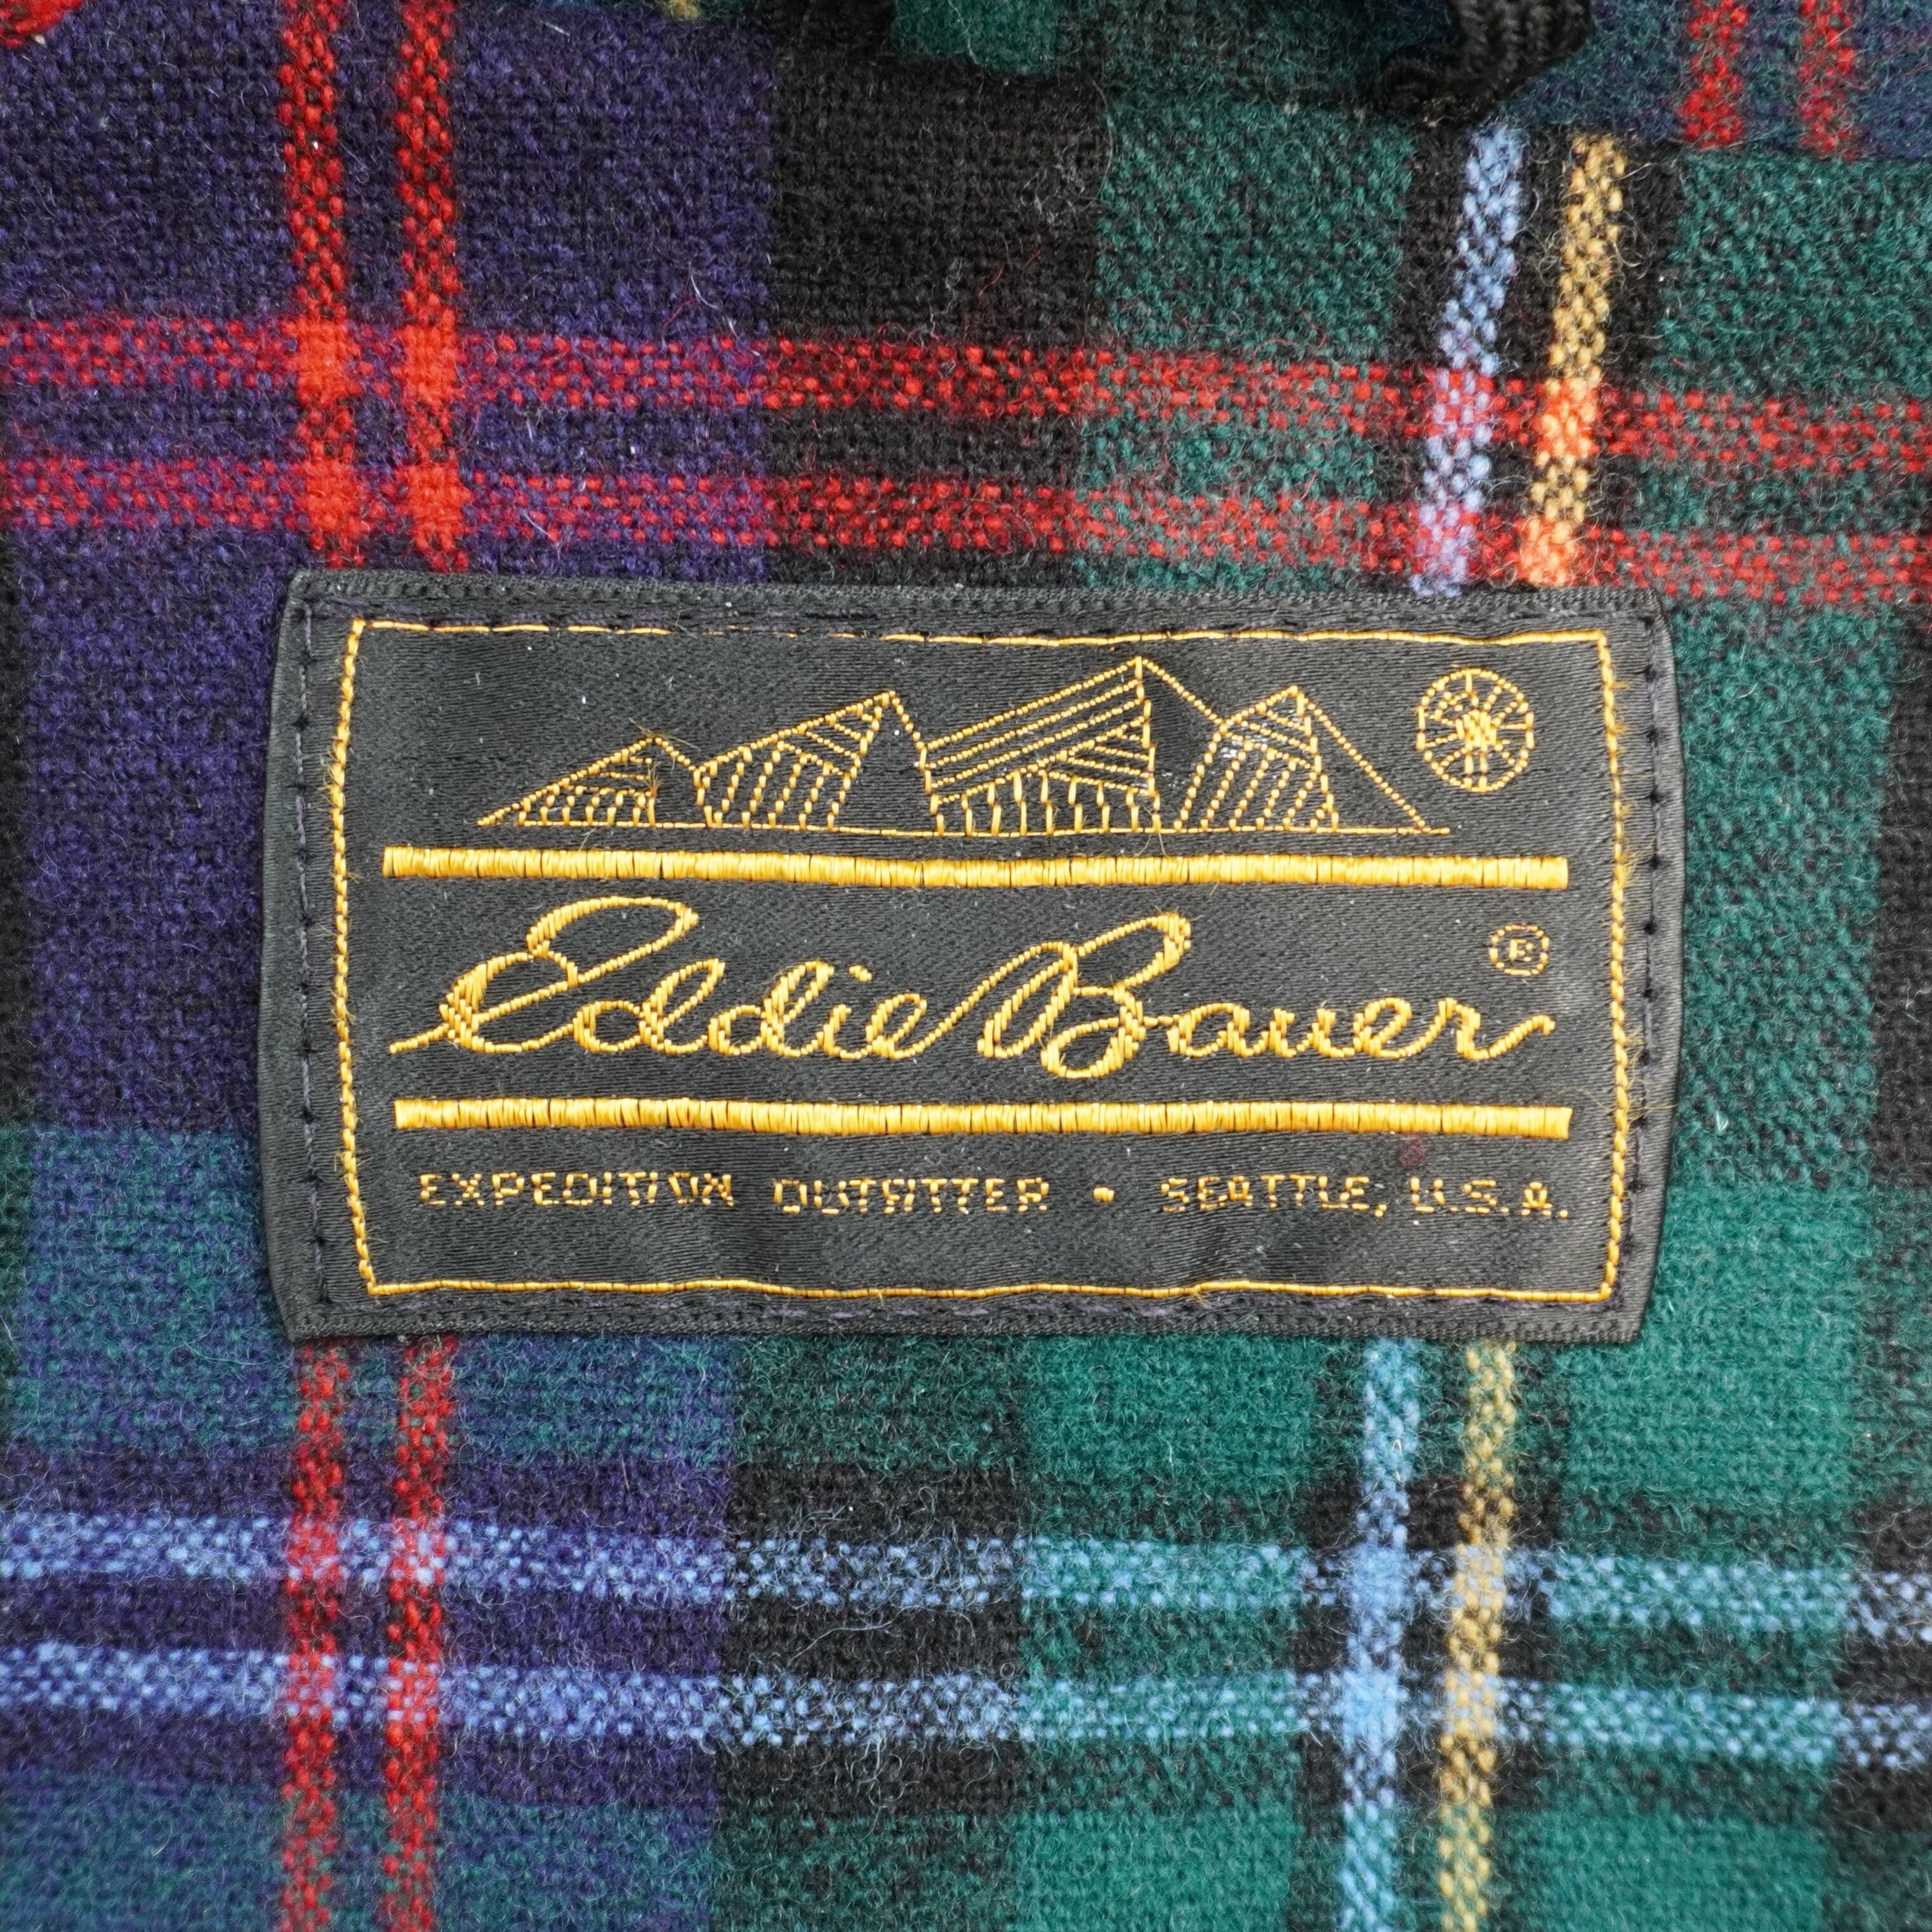 Eddie Bauer ®
EXPEDITION OUTFITTER • SEATTLE, U.S.A.